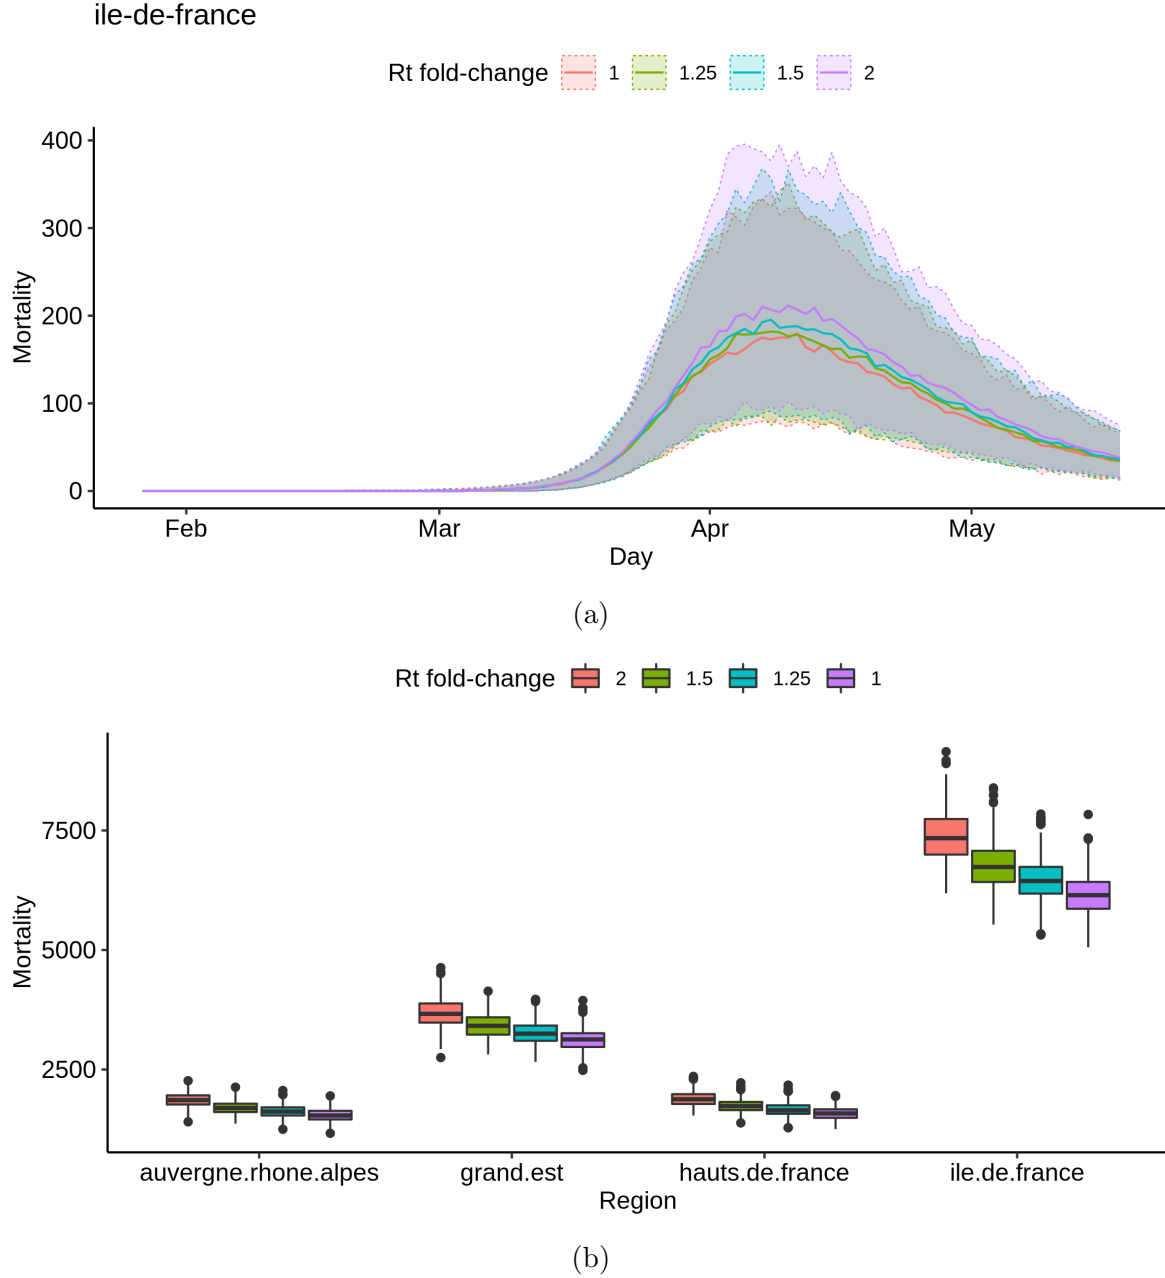 ile-de-france
Rt fold-change 1 1.25 1.5 2
400
300
200
100
0
Mortality
Feb Mar Apr May
Day
(a)
Rt fold-change 2 1.5 1.25 1
7500
5000
2500
Mortality
auvergne.rhone.alpes grand.est hauts.de.france ile.de.france
Region
(b)